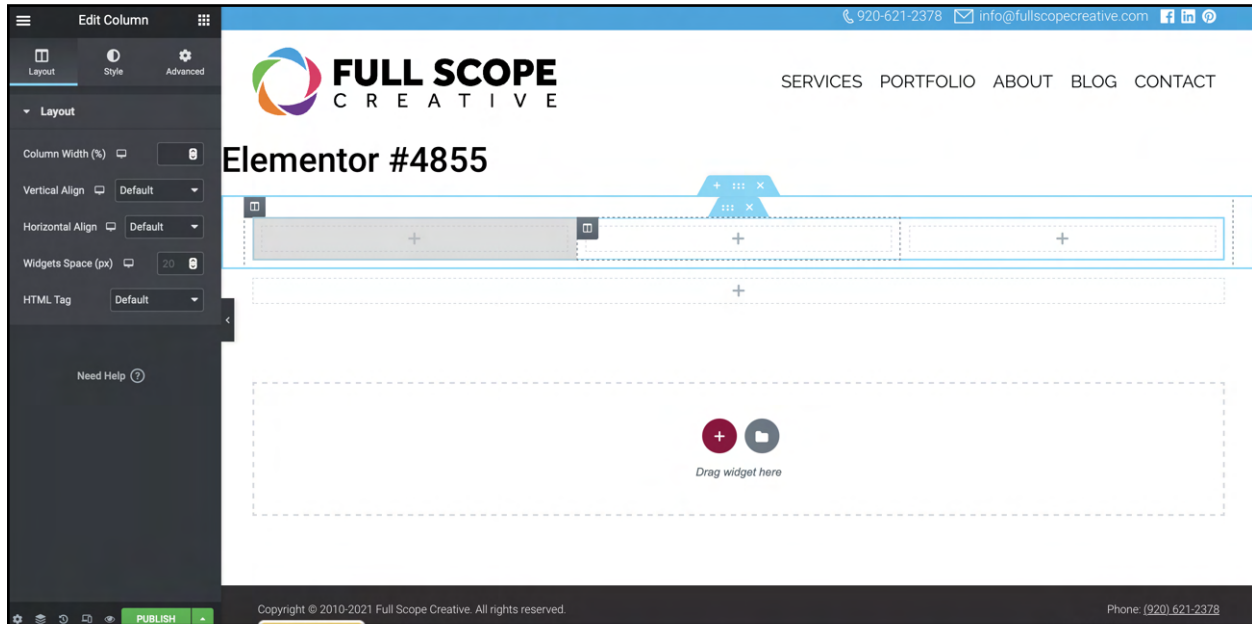 Edit Column
920-621-2378 info@fullscopecreative.com
Layout Style Advanced
FULL SCOPE
CREATIVE
SERVICES PORTFOLIO ABOUT BLOG CONTACT
Layout
Column Width (%)
Elementor #4855
Vertical Align Default
Horizontal Align Default
Widgets Space (px) 20
HTML Tag Default
Need Help
Drag widget here
PUBLISH
Copyright © 2010-2021 Full Scope Creative. All rights reserved.
Phone: (920) 621-2378